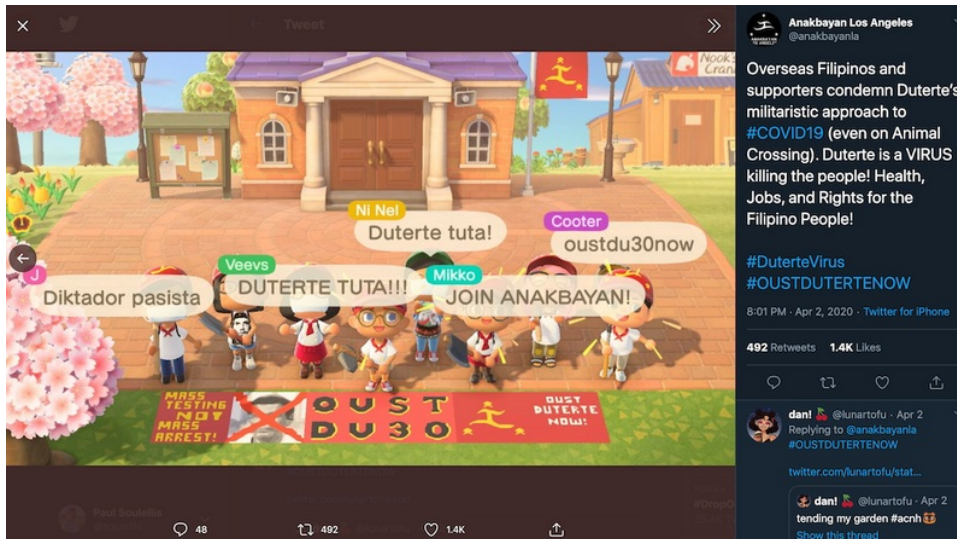 Tweet
Nook's
Cran
Ni Nel
Duterte tuta!
Cooter
oustdu30now
Veevs
DUTERTE TUTA!!!
Mikko
JOIN ANAKBAYAN!
J
Diktador pasista
MASS
TESTING
NOT
MASS
ARREST!
OUST
DU30
OUST
DUTERTE
NOW!
Paul Soulellis
#DropO
48
492
1.4K
Anakbayan Los Angeles
@anakbayanla
Overseas Filipinos and
supporters condemn Duterte's
militaristic approach to
#COVID19 (even on Animal
Crossing). Duterte is a VIRUS
killing the people! Health,
Jobs, and Rights for the
Filipino People!
#DuterteVirus
#OUSTDUTERTENOW
8:01 PM · Apr 2, 2020 · Twitter for iPhone
492 Retweets 1.4K Likes
dan! 🍒 @lunartofu · Apr 2
Replying to @anakbayanla
#OUSTDUTERTENOW
twitter.com/lunartofu/stat...
dan! 🍒 @lunartofu · Apr 2
tending my garden #acnh 🐯
Show this thread